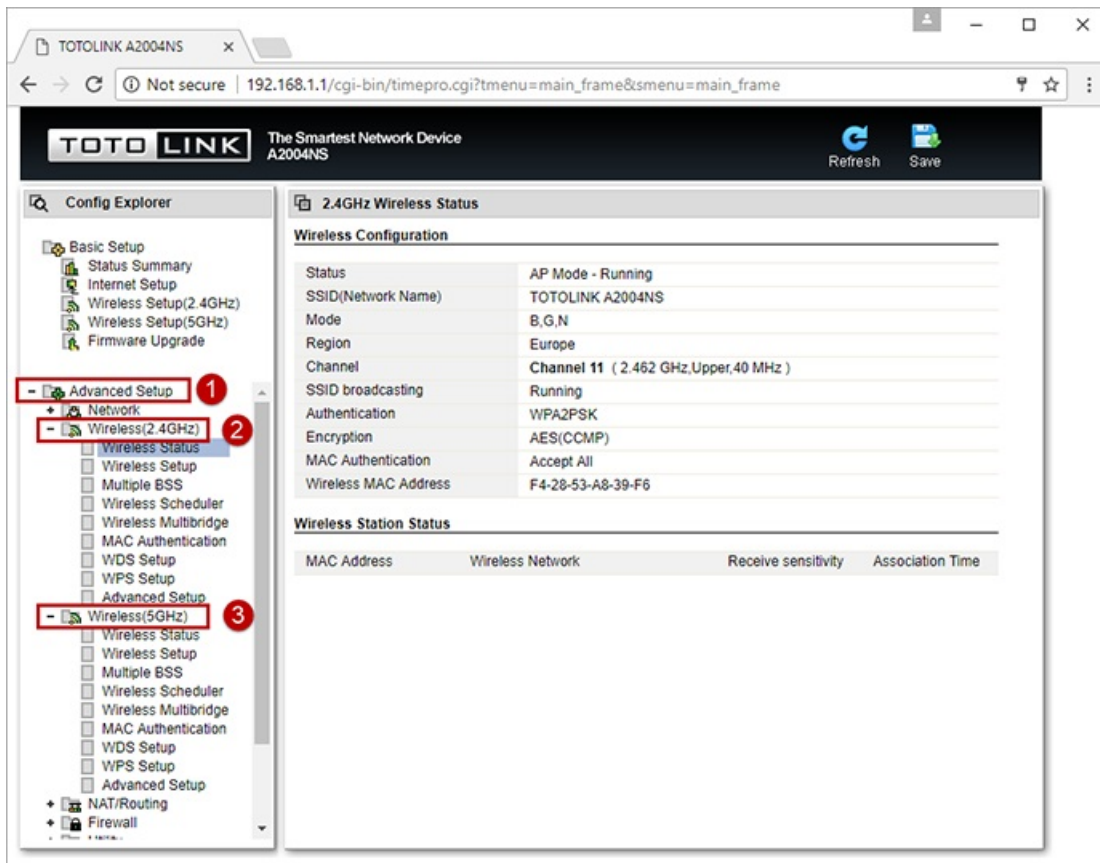 TOTOLINK A2004NS
Not secure | 192.168.1.1/cgi-bin/timepro.cgi?tmenu=main_frame&smenu=main_frame
TOTO LINK
The Smartest Network Device
A2004NS
Refresh
Save
Config Explorer
Basic Setup
Status Summary
Internet Setup
Wireless Setup(2.4GHz)
Wireless Setup(5GHz)
Firmware Upgrade
Advanced Setup 1
Network
Wireless(2.4GHz) 2
Wireless Status
Wireless Setup
Multiple BSS
Wireless Scheduler
Wireless Multibridge
MAC Authentication
WDS Setup
WPS Setup
Advanced Setup
Wireless(5GHz) 3
Wireless Status
Wireless Setup
Multiple BSS
Wireless Scheduler
Wireless Multibridge
MAC Authentication
WDS Setup
WPS Setup
Advanced Setup
NAT/Routing
Firewall
2.4GHz Wireless Status
Wireless Configuration
Status AP Mode - Running
SSID(Network Name) TOTOLINK A2004NS
Mode B,G,N
Region Europe
Channel Channel 11 ( 2.462 GHz,Upper,40 MHz )
SSID broadcasting Running
Authentication WPA2PSK
Encryption AES(CCMP)
MAC Authentication Accept All
Wireless MAC Address F4-28-53-A8-39-F6
Wireless Station Status
MAC Address Wireless Network Receive sensitivity Association Time